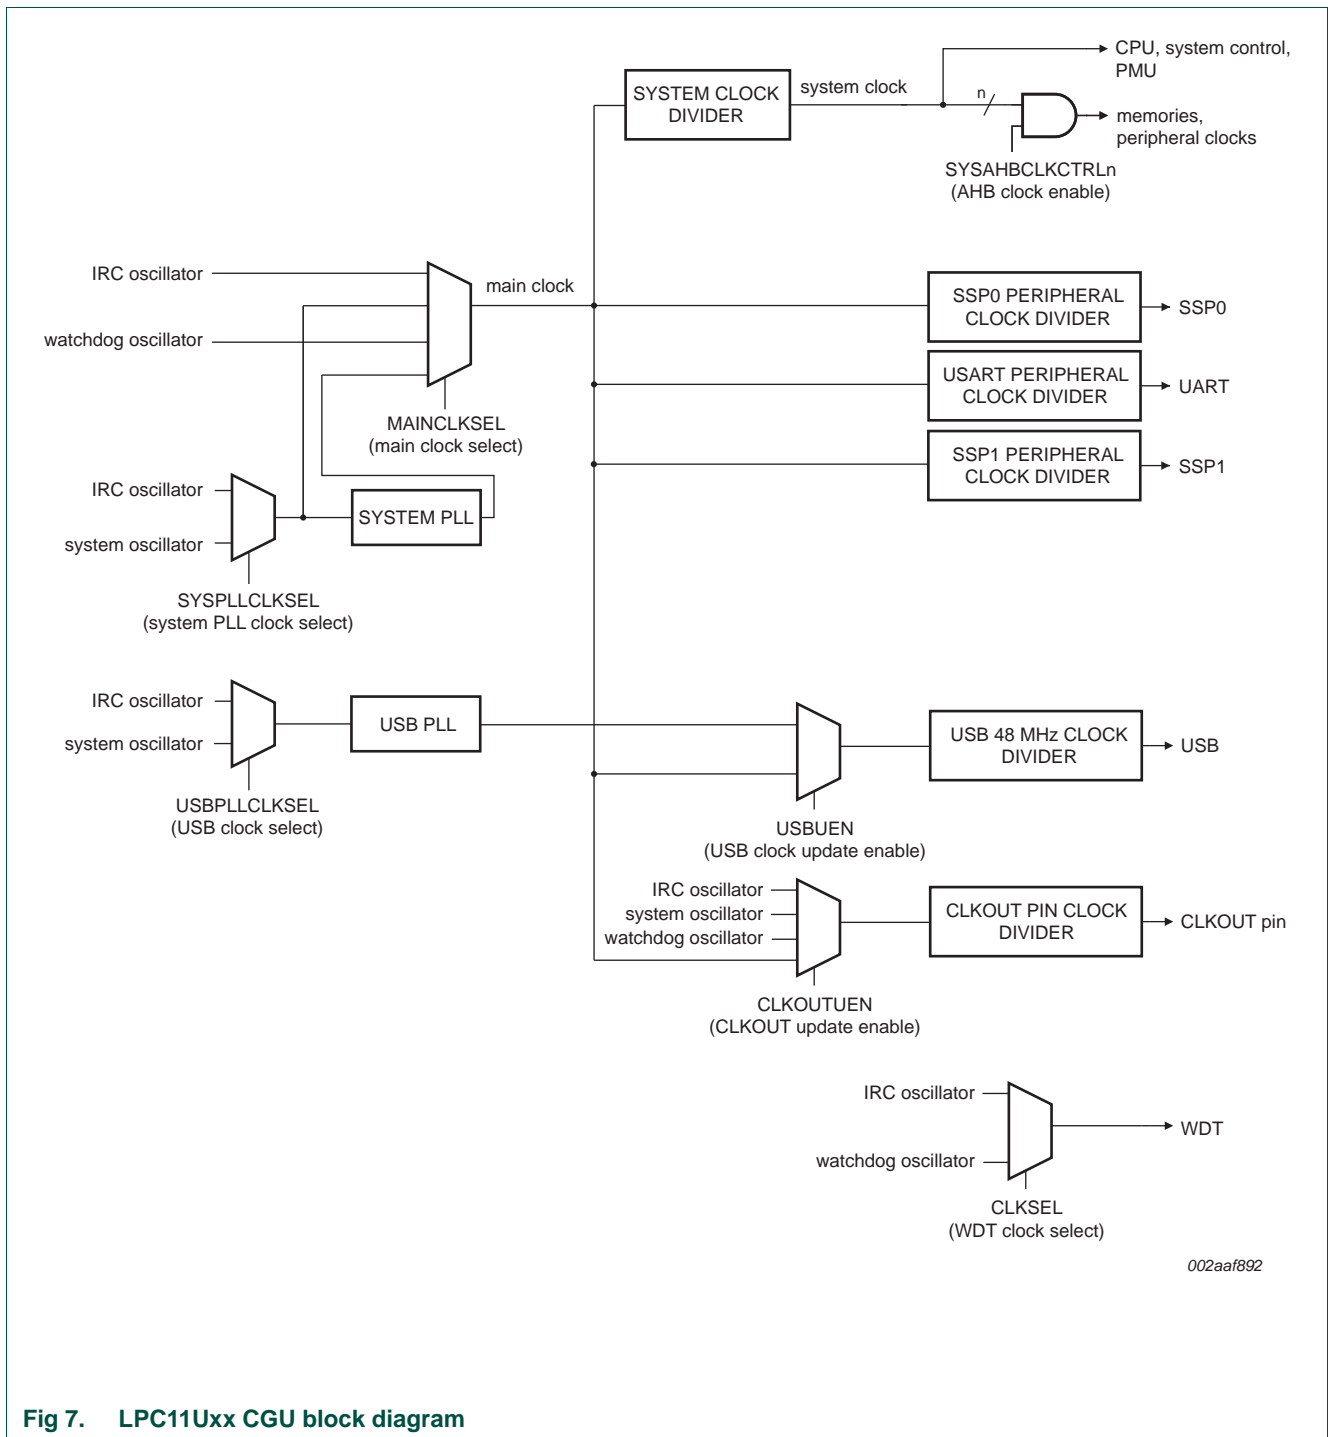 CPU, system control,
PMU
SYSTEM CLOCK
DIVIDER
system clock
n
memories,
peripheral clocks
SYSAHBCLKCTRLn
(AHB clock enable)
IRC oscillator
main clock
watchdog oscillator
MAINCLKSEL
(main clock select)
SSP0 PERIPHERAL
CLOCK DIVIDER
SSP0
USART PERIPHERAL
CLOCK DIVIDER
UART
SSP1 PERIPHERAL
CLOCK DIVIDER
SSP1
IRC oscillator
system oscillator
SYSTEM PLL
SYSPLLCLKSEL
(system PLL clock select)
IRC oscillator
system oscillator
USB PLL
USBPLLCLKSEL
(USB clock select)
USB 48 MHz CLOCK
DIVIDER
USB
USBUEN
(USB clock update enable)
IRC oscillator
system oscillator
watchdog oscillator
CLKOUT PIN CLOCK
DIVIDER
CLKOUT pin
CLKOUTUEN
(CLKOUT update enable)
IRC oscillator
watchdog oscillator
WDT
CLKSEL
(WDT clock select)
002aaf892
Fig 7. LPC11Uxx CGU block diagram